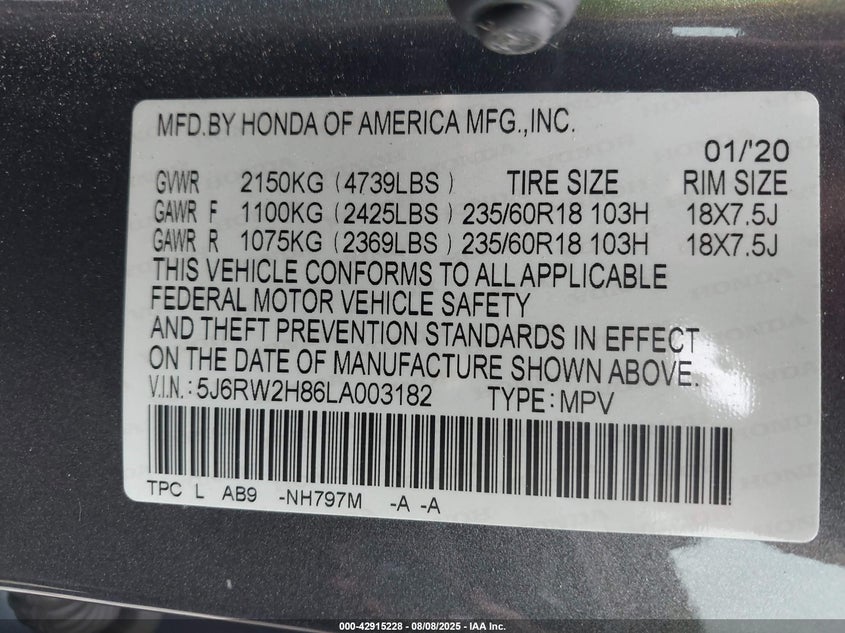 MFD.BY HONDA OF AMERICA MFG.,INC.
01/'20
GVWR 2150KG (4739LBS) TIRE SIZE RIM SIZE
GAWR F 1100KG (2425LBS) 235/60R18 103H 18X7.5J
GAWR R 1075KG (2369LBS) 235/60R18 103H 18X7.5J
THIS VEHICLE CONFORMS TO ALL APPLICABLE
FEDERAL MOTOR VEHICLE SAFETY
AND THEFT PREVENTION STANDARDS IN EFFECT
ON THE DATE OF MANUFACTURE SHOWN ABOVE.
V.I.N.: 5J6RW2H86LA003182 TYPE: MPV
TPC L AB9 -NH797M -A -A
000-42915228 - 08/08/2025 - IAA Inc.